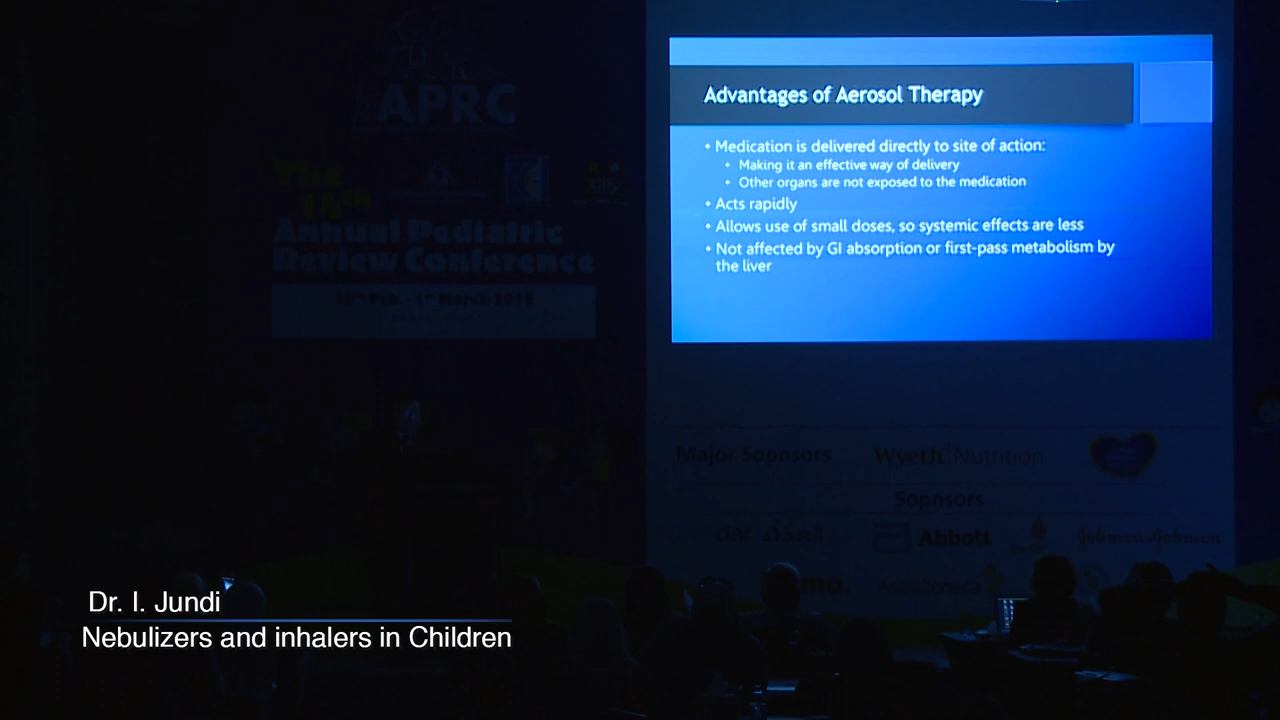 APRC
The
Annual Pediatric
Review Conference
Advantages of Aerosol Therapy
• Medication is delivered directly to site of action:
• Making it an effective way of delivery
• Other organs are not exposed to the medication
• Acts rapidly
• Allows use of small doses, so systemic effects are less
• Not affected by GI absorption or first-pass metabolism by
the liver
Major Sopnsors
Wyeth Nutrition
Sopnsors
Abbott
Johnson & Johnson
Dr. I. Jundi
Nebulizers and inhalers in Children